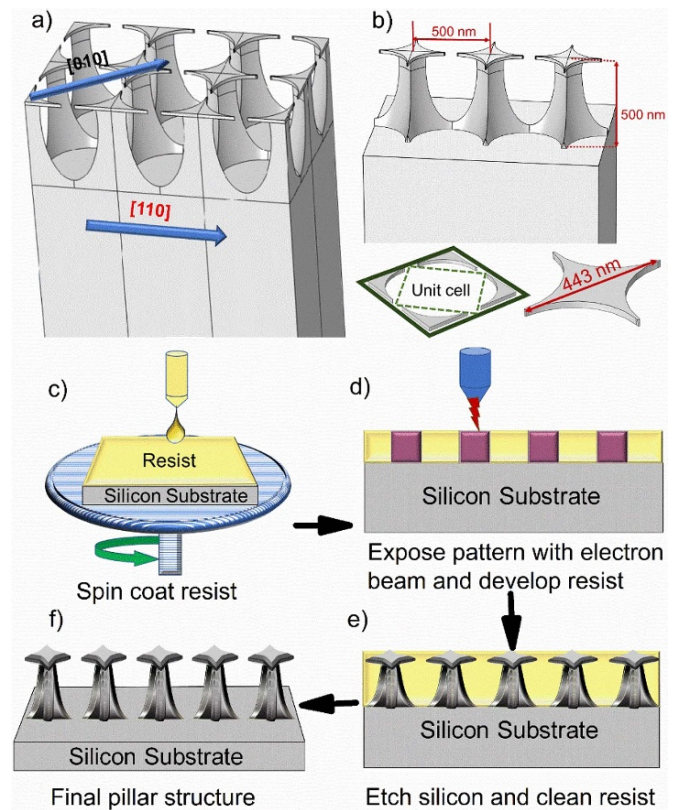 a)
[010]
[110]
b)
500 nm
500 nm
Unit cell
443 nm
c)
Resist
Silicon Substrate
Spin coat resist
d)
Silicon Substrate
Expose pattern with electron
beam and develop resist
f)
Silicon Substrate
Final pillar structure
e)
Silicon Substrate
Etch silicon and clean resist